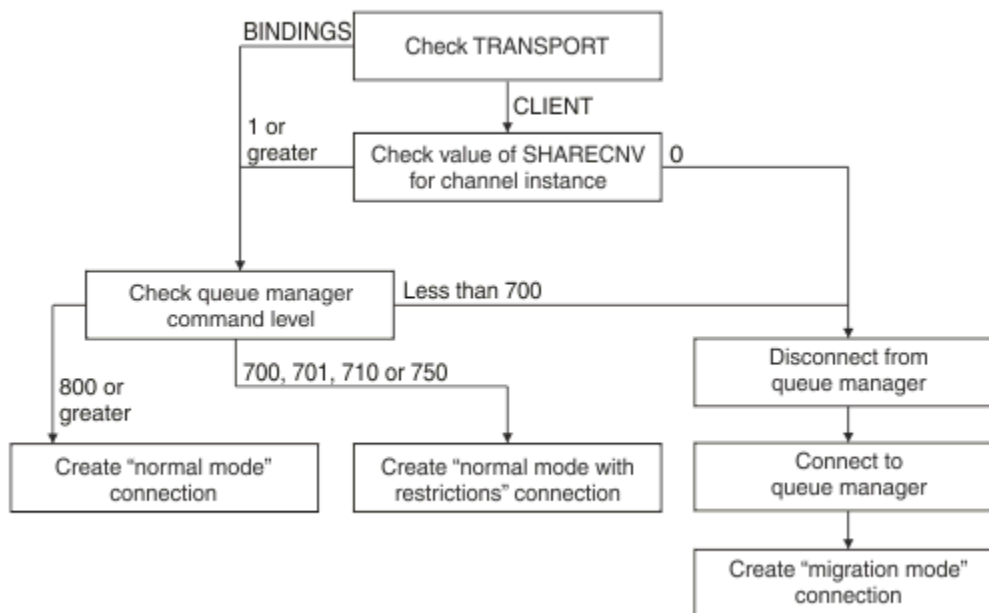 BINDINGS
Check TRANSPORT
CLIENT
1 or
greater
Check value of SHARECNV
for channel instance
0
Check queue manager
command level
Less than 700
800 or
greater
700, 701, 710 or 750
Disconnect from
queue manager
Create “normal mode”
connection
Create “normal mode with
restrictions” connection
Connect to
queue manager
Create “migration mode”
connection